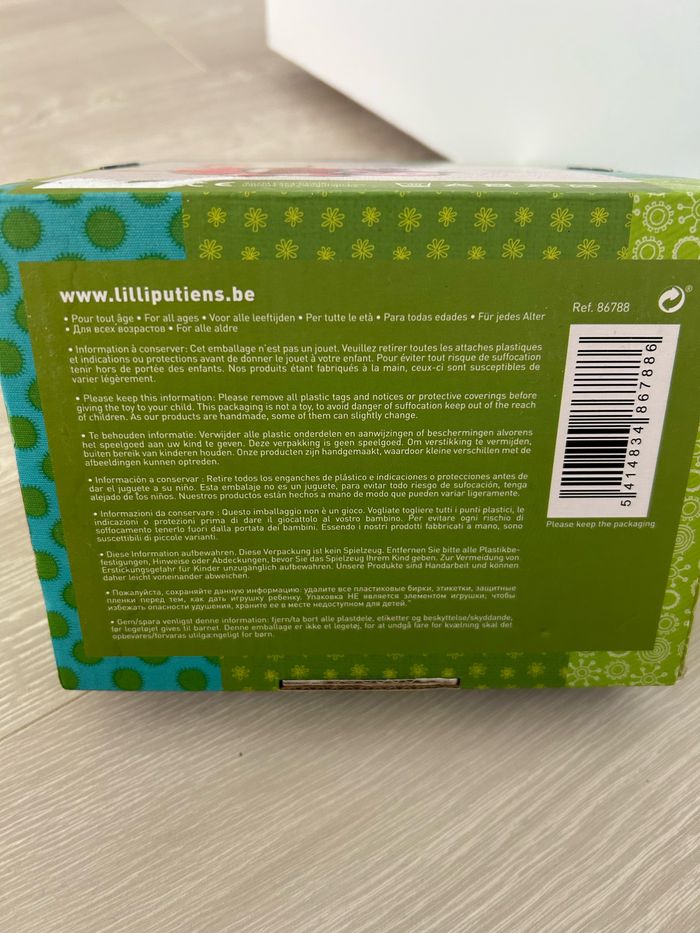 www.lilliputiens.be
• Pour tout âge • For all ages • Voor alle leeftijden • Per tutte le età • Para todas edades • Für jedes Alter
• Для всех возрастов • For alle aldre
Ref. 86788
• Information à conserver: Cet emballage n'est pas un jouet. Veuillez retirer toutes les attaches plastiques
et indications ou protections avant de donner le jouet à votre enfant. Pour éviter tout risque de suffocation
tenir hors de portée des enfants. Nos produits étant fabriqués à la main, ceux-ci sont susceptibles de
varier légèrement.
• Please keep this information: Please remove all plastic tags and notices or protective coverings before
giving the toy to your child. This packaging is not a toy, to avoid danger of suffocation keep out of the reach
of children. As our products are handmade, some of them can slightly change.
• Te behouden informatie: Verwijder alle plastic onderdelen en aanwijzingen of beschermingen alvorens
het speelgoed aan uw kind te geven. Deze verpakking is geen speelgoed. Om verstikking te vermijden,
buiten bereik van kinderen houden. Onze producten zijn handgemaakt, waardoor kleine verschillen met de
afbeeldingen kunnen optreden.
• Información a conservar : Retire todos los enganches de plástico e indicaciones o protecciones antes de
dar el juguete a su niño. Esta embalaje no es un juguete, para evitar todo riesgo de sufocación, tenga
alejado de los niños. Nuestros productos están hechos a mano de modo que pueden variar ligeramente.
• Informazioni da conservare : Questo imballaggio non è un gioco. Vogliate togliere tutti i punti plastici, le
indicazioni o protezioni prima di dare il giocattolo al vostro bambino. Per evitare ogni rischio di
soffocamento tenerlo fuori dalla portata dei bambini. Essendo i nostri prodotti fabbricati a mano, sono
suscettibili di piccole varianti.
• Diese Information aufbewahren. Diese Verpackung ist kein Spielzeug. Entfernen Sie bitte alle Plastikbe-
festigungen, Hinweise oder Abdeckungen, bevor Sie das Spielzeug Ihrem Kind geben. Zur Vermeidung von
Erstickungsgefahr für Kinder unzugänglich aufbewahren. Unsere Produkte sind Handarbeit und können
daher leicht voneinander abweichen.
• Пожалуйста, сохраняйте данную информацию: удалите все пластиковые бирки, этикетки, защитные
пленки перед тем, как дать игрушку ребенку. Упаковка НЕ является элементом игрушки, чтобы
избежать опасности удушения, храните ее в месте недоступном для детей.
• Gem/spara venligst denne information: fjern/ta bort alle plastdele, etiketter og beskyttelse/skyddande,
før legetøjet gives til barnet. Denne emballage er ikke et legetøj, for at undgå fare for kvælning skal det
opbevares/forvaras utilgængeligt for børn.
5 414834 867886
Please keep the packaging